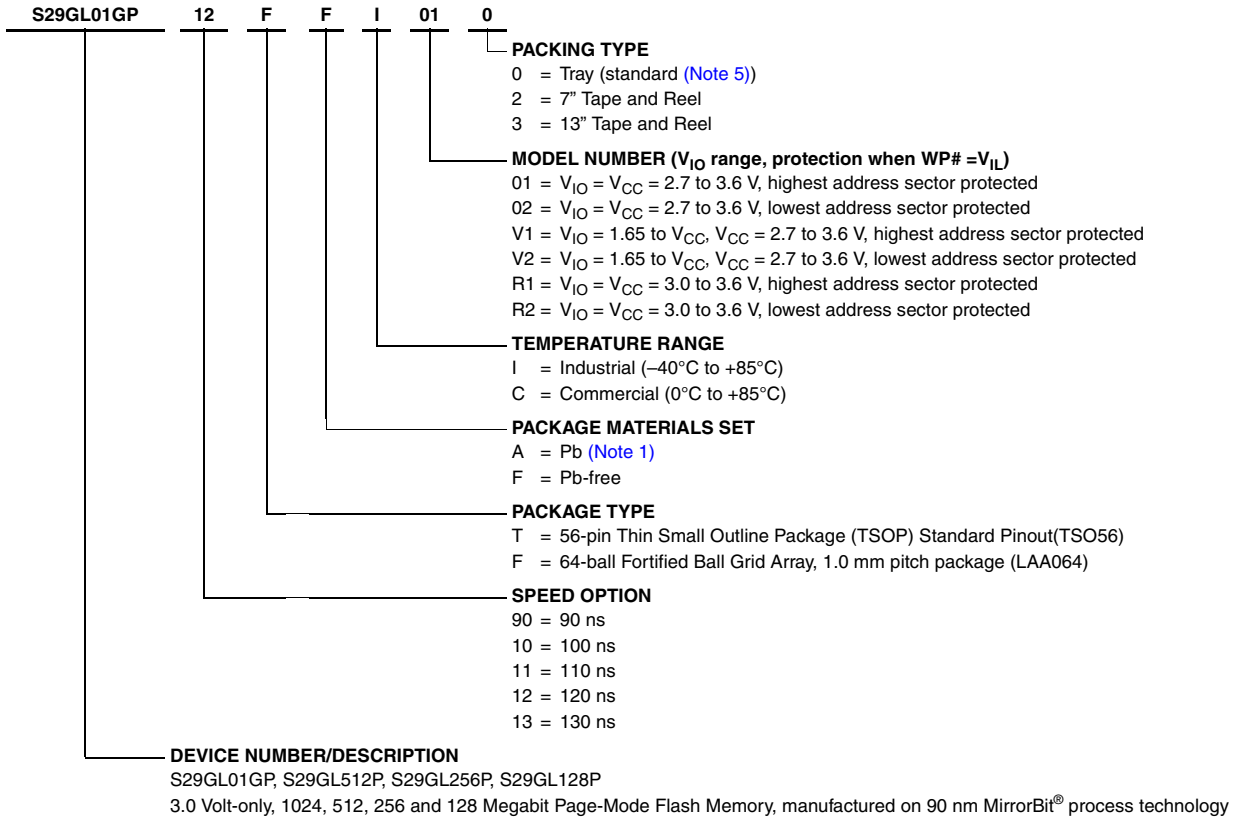 S29GL01GP 12 F F I 01 0
PACKING TYPE
0 = Tray (standard (Note 5))
2 = 7” Tape and Reel
3 = 13” Tape and Reel
MODEL NUMBER (VIO range, protection when WP# =VIL)
01 = VIO = VCC = 2.7 to 3.6 V, highest address sector protected
02 = VIO = VCC = 2.7 to 3.6 V, lowest address sector protected
V1 = VIO = 1.65 to VCC, VCC = 2.7 to 3.6 V, highest address sector protected
V2 = VIO = 1.65 to VCC, VCC = 2.7 to 3.6 V, lowest address sector protected
R1 = VIO = VCC = 3.0 to 3.6 V, highest address sector protected
R2 = VIO = VCC = 3.0 to 3.6 V, lowest address sector protected
TEMPERATURE RANGE
I = Industrial (–40°C to +85°C)
C = Commercial (0°C to +85°C)
PACKAGE MATERIALS SET
A = Pb (Note 1)
F = Pb-free
PACKAGE TYPE
T = 56-pin Thin Small Outline Package (TSOP) Standard Pinout(TSO56)
F = 64-ball Fortified Ball Grid Array, 1.0 mm pitch package (LAA064)
SPEED OPTION
90 = 90 ns
10 = 100 ns
11 = 110 ns
12 = 120 ns
13 = 130 ns
DEVICE NUMBER/DESCRIPTION
S29GL01GP, S29GL512P, S29GL256P, S29GL128P
3.0 Volt-only, 1024, 512, 256 and 128 Megabit Page-Mode Flash Memory, manufactured on 90 nm MirrorBit® process technology